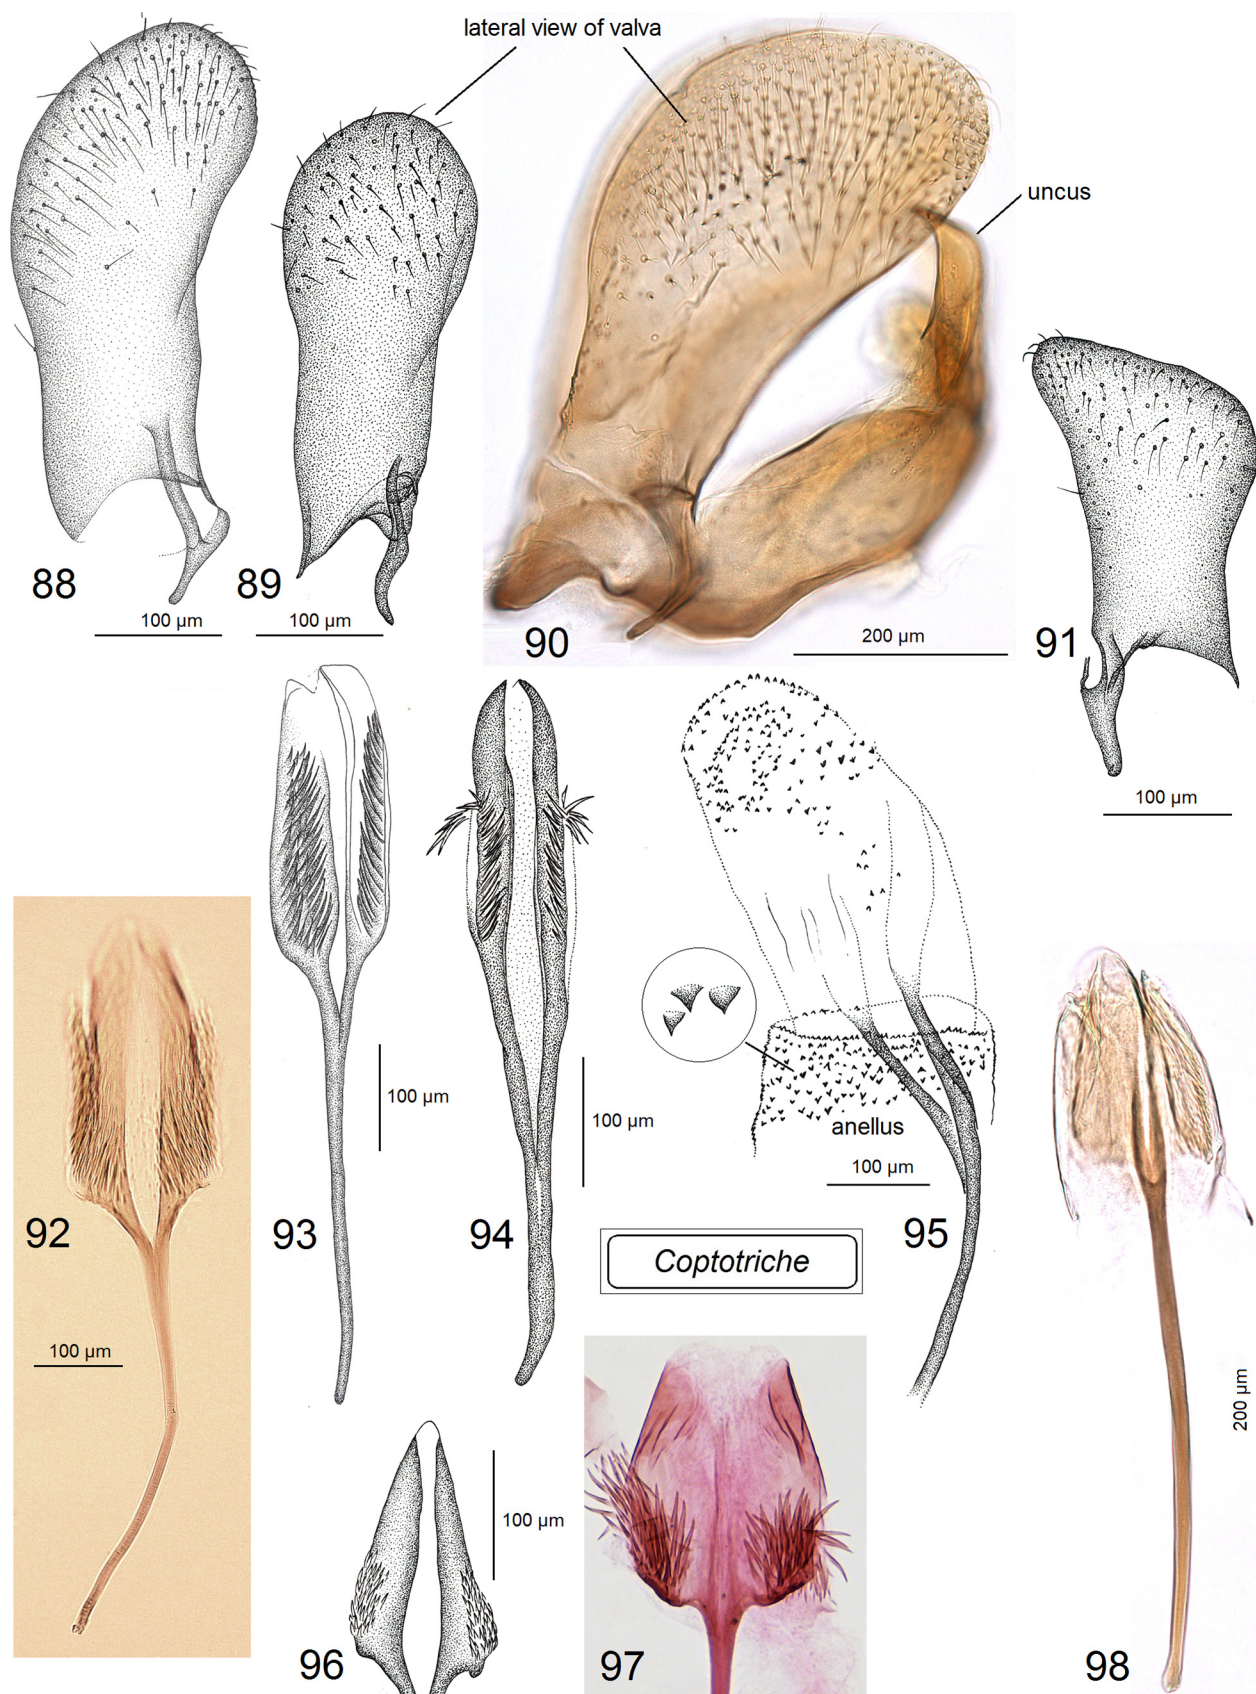 lateral view of valva
uncus
88
100 µm
89
100 µm
90
200 µm
91
100 µm
92
100 µm
93
100 µm
94
100 µm
anellus
100 µm
95
Coptotriche
96
100 µm
97
98
200 µm